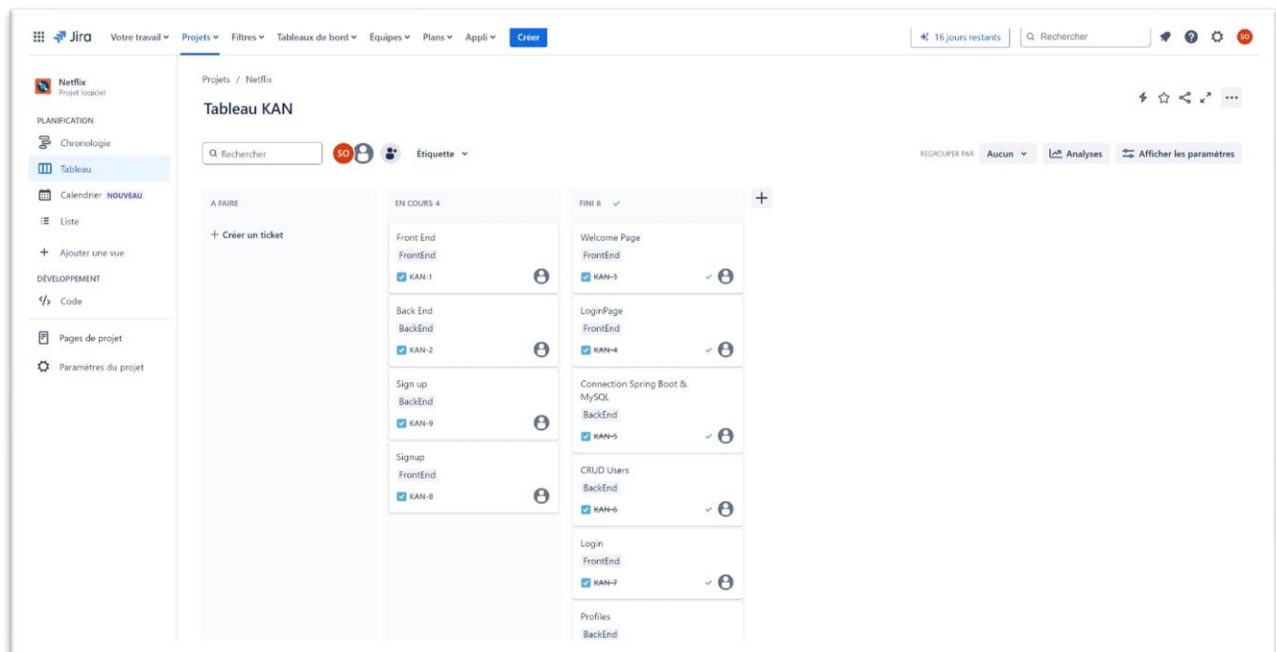 Jira Votre travail Projets Filtres Tableaux de bord Équipes Plans Appli Créer 16 jours restants Rechercher SO
Netflix
Projet logiciel
PLANIFICATION
Chronologie
Tableau
Calendrier NOUVEAU
Liste
Ajouter une vue
DÉVELOPPEMENT
Code
Pages de projet
Paramètres du projet
Projets / Netflix
Tableau KAN
Rechercher SO Étiquette REGROUPER PAR Aucun Analyses Afficher les paramètres
A FAIRE
+ Créer un ticket
EN COURS 4
Front End
FrontEnd
KAN-1
Back End
BackEnd
KAN-2
Sign up
BackEnd
KAN-9
Signup
FrontEnd
KAN-8
FINI 6
Welcome Page
FrontEnd
KAN-3
LoginPage
FrontEnd
KAN-4
Connection Spring Boot &
MySQL
BackEnd
KAN-5
CRUD Users
BackEnd
KAN-6
Login
FrontEnd
KAN-7
Profiles
BackEnd